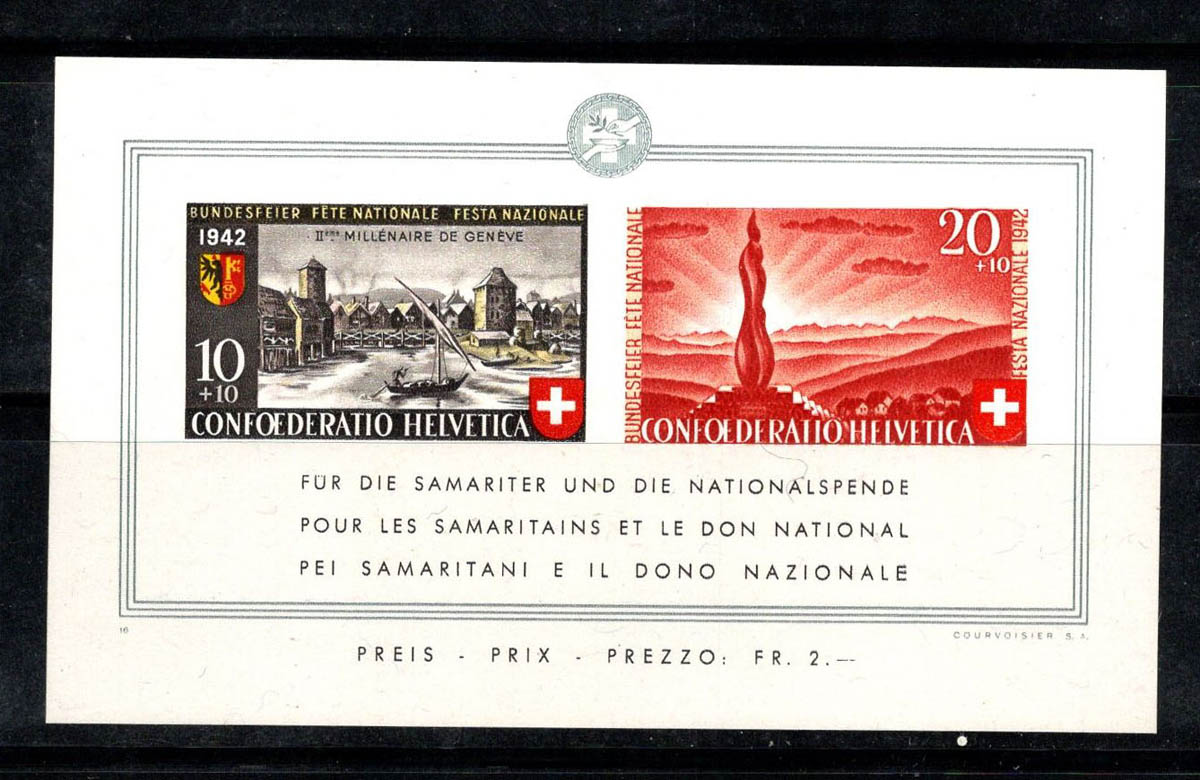 BUNDESFEIER FÊTE NATIONALE FESTA NAZIONALE
1942
IIème MILLÉNAIRE DE GENÈVE
10
+10
CONFOEDERATIO HELVETICA
BUNDESFEIER FÊTE NATIONALE
20
+10
FESTA NAZIONALE 1942
CONFOEDERATIO HELVETICA
FÜR DIE SAMARITER UND DIE NATIONALSPENDE
POUR LES SAMARITAINS ET LE DON NATIONAL
PEI SAMARITANI E IL DONO NAZIONALE
16
COURVOISIER S. A.
PREIS - PRIX - PREZZO: FR. 2.—